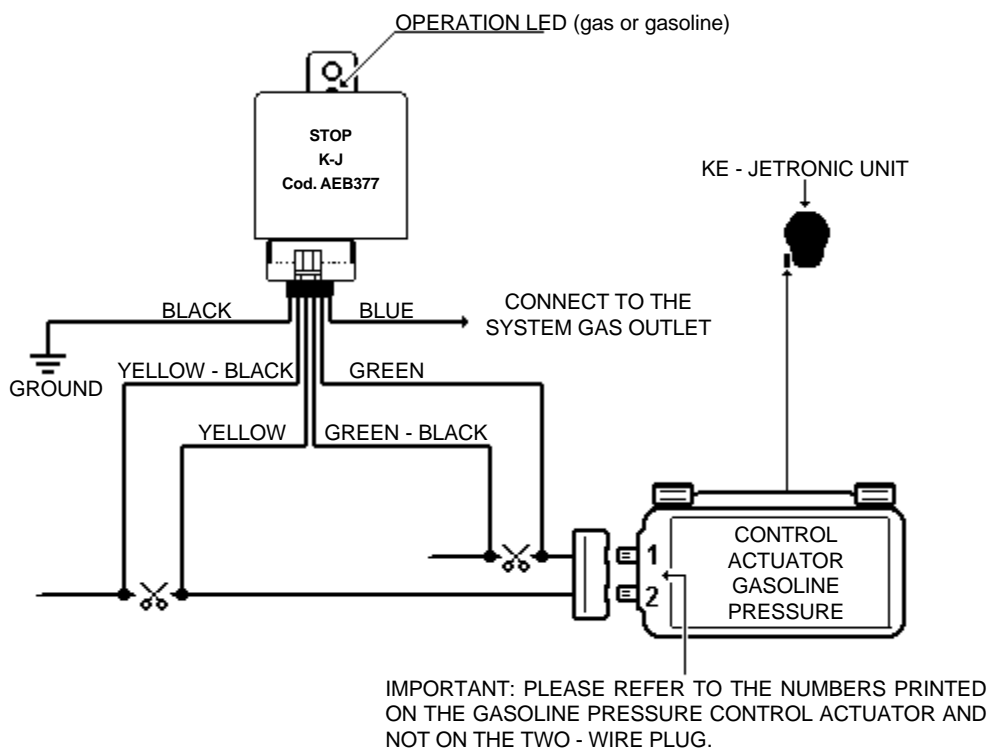 OPERATION LED (gas or gasoline)
STOP
K-J
Cod. AEB377
KE - JETRONIC UNIT
BLACK
BLUE
CONNECT TO THE
SYSTEM GAS OUTLET
GROUND
YELLOW - BLACK
GREEN
YELLOW
GREEN - BLACK
CONTROL
ACTUATOR
GASOLINE
PRESSURE
1
2
IMPORTANT: PLEASE REFER TO THE NUMBERS PRINTED
ON THE GASOLINE PRESSURE CONTROL ACTUATOR AND
NOT ON THE TWO - WIRE PLUG.